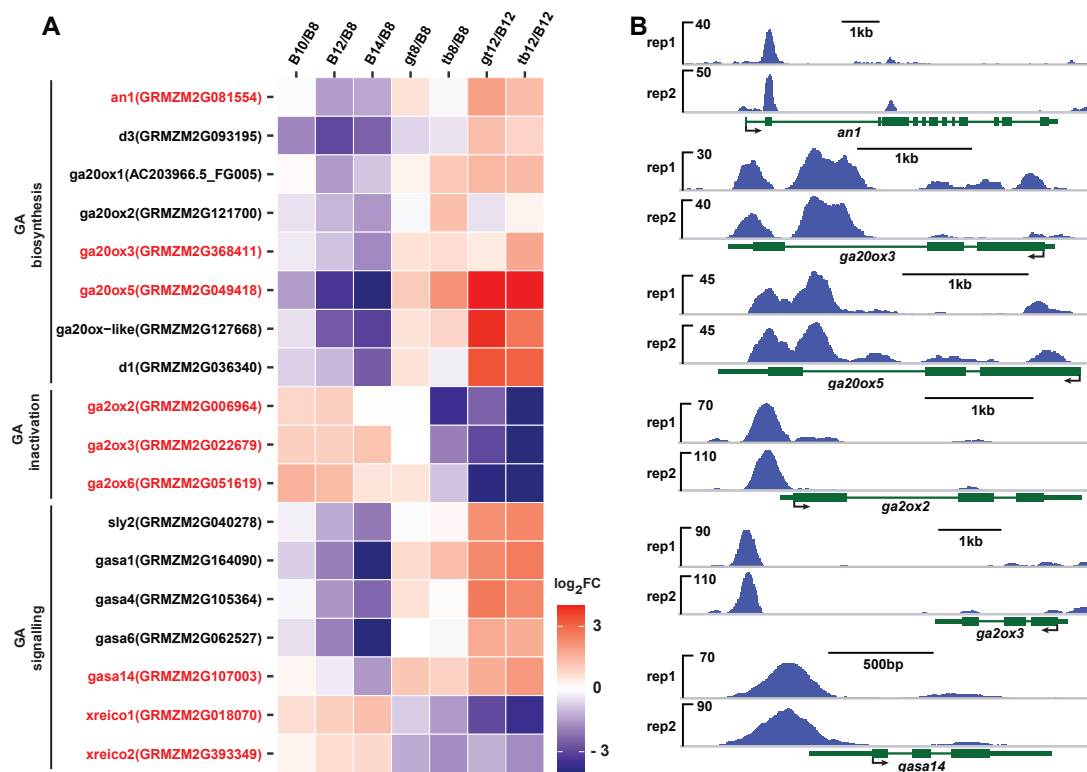 A
B10/B8
B12/B8
B14/B8
gt8/B8
tb8/B8
gt12/B12
tb12/B12
GA
biosynthesis
an1(GRMZM2G081554)
d3(GRMZM2G093195)
ga20ox1(AC203966.5_FG005)
ga20ox2(GRMZM2G121700)
ga20ox3(GRMZM2G368411)
ga20ox5(GRMZM2G049418)
ga20ox−like(GRMZM2G127668)
d1(GRMZM2G036340)
GA
inactivation
ga2ox2(GRMZM2G006964)
ga2ox3(GRMZM2G022679)
ga2ox6(GRMZM2G051619)
GA
signalling
sly2(GRMZM2G040278)
gasa1(GRMZM2G164090)
gasa4(GRMZM2G105364)
gasa6(GRMZM2G062527)
gasa14(GRMZM2G107003)
xreico1(GRMZM2G018070)
xreico2(GRMZM2G393349)
log2FC
3
0
- 3
B
40
rep1
1kb
50
rep2
an1
30
rep1
1kb
40
rep2
ga20ox3
45
rep1
1kb
45
rep2
ga20ox5
70
rep1
1kb
110
rep2
ga2ox2
90
rep1
1kb
110
rep2
ga2ox3
70
rep1
500bp
90
rep2
gasa14